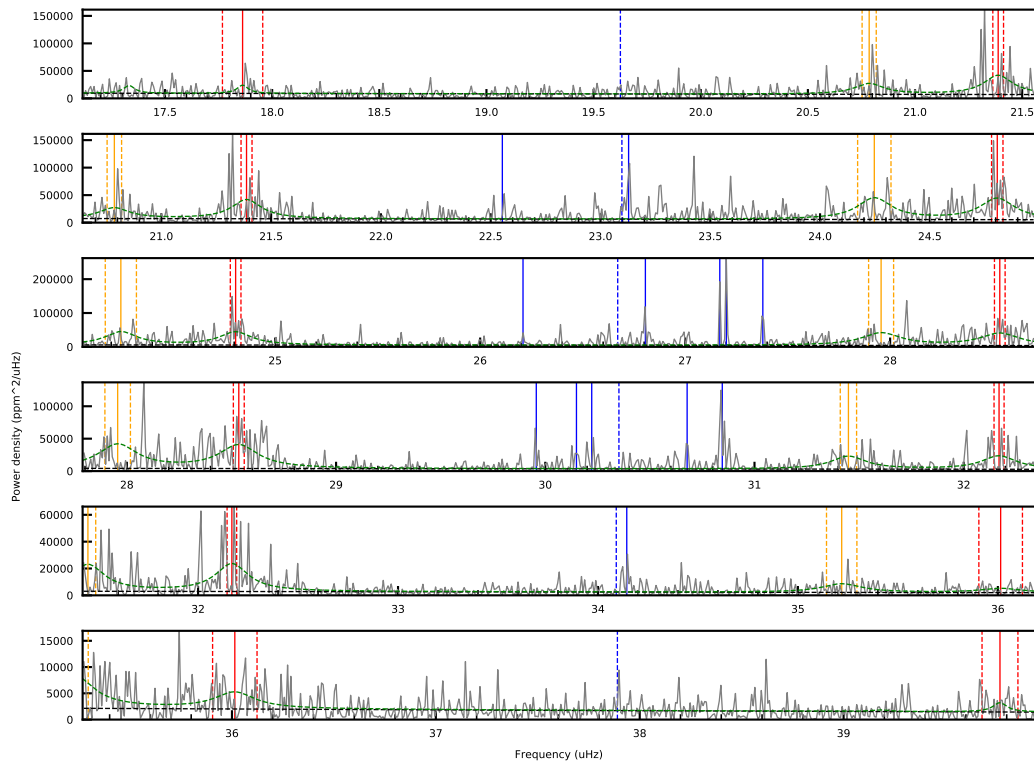 150000
100000
50000
0
17.5 18.0 18.5 19.0 19.5 20.0 20.5 21.0 21.5
150000
100000
50000
0
21.0 21.5 22.0 22.5 23.0 23.5 24.0 24.5
200000
100000
0
25 26 27 28
100000
50000
0
28 29 30 31 32
60000
40000
20000
0
32 33 34 35 36
15000
10000
5000
0
36 37 38 39
Power density (ppm^2/uHz)
Frequency (uHz)